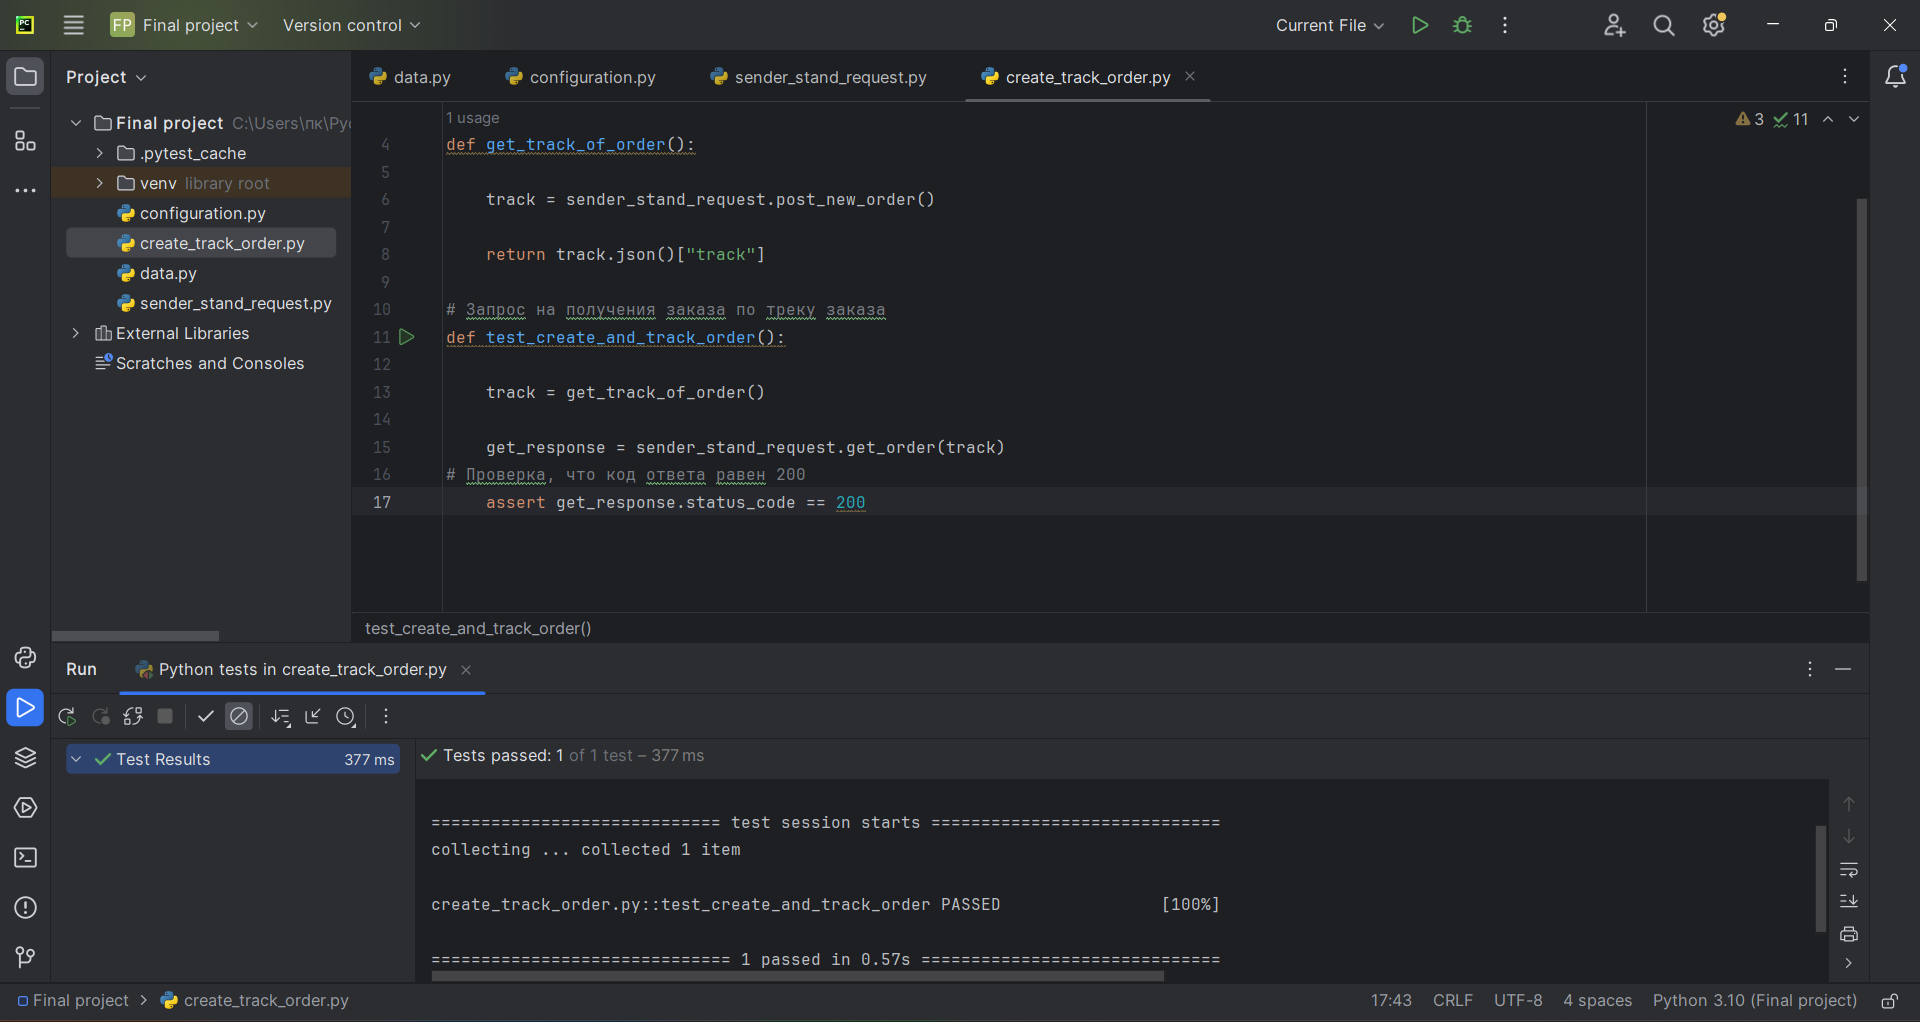 FP Final project Version control Current File
Project
data.py configuration.py sender_stand_request.py create_track_order.py
Final project C:\Users\пк\Pyc
.pytest_cache
venv library root
configuration.py
create_track_order.py
data.py
sender_stand_request.py
External Libraries
Scratches and Consoles
3 11
1 usage
4 def get_track_of_order():
5
6 track = sender_stand_request.post_new_order()
7
8 return track.json()["track"]
9
10 # Запрос на получения заказа по треку заказа
11 def test_create_and_track_order():
12
13 track = get_track_of_order()
14
15 get_response = sender_stand_request.get_order(track)
16 # Проверка, что код ответа равен 200
17 assert get_response.status_code == 200
test_create_and_track_order()
Run Python tests in create_track_order.py
Test Results 377 ms
Tests passed: 1 of 1 test – 377 ms
============================= test session starts =============================
collecting ... collected 1 item
create_track_order.py::test_create_and_track_order PASSED [100%]
============================== 1 passed in 0.57s ==============================
Final project create_track_order.py 17:43 CRLF UTF-8 4 spaces Python 3.10 (Final project)